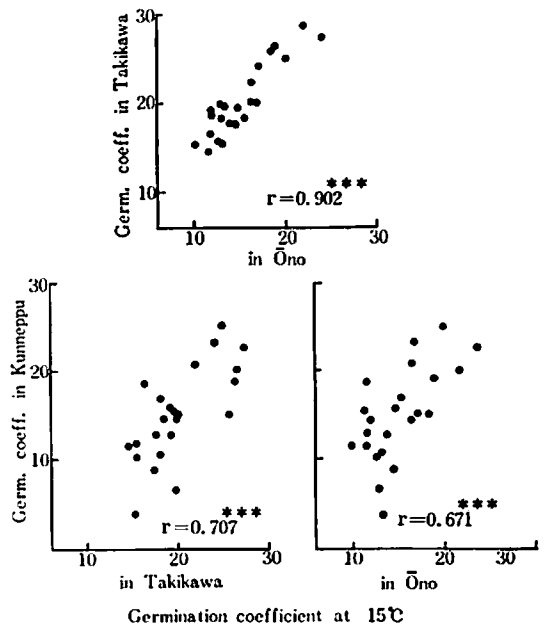 Germ. coeff. in Takikawa
30
20
10
r=0.902 ***
10 20 30
in Ōno
Germ. coeff. in Kunneppu
30
20
10
0
r=0.707 ***
10 20 30
in Takikawa
r=0.671 ***
10 20 30
in Ōno
Germination coefficient at 15℃